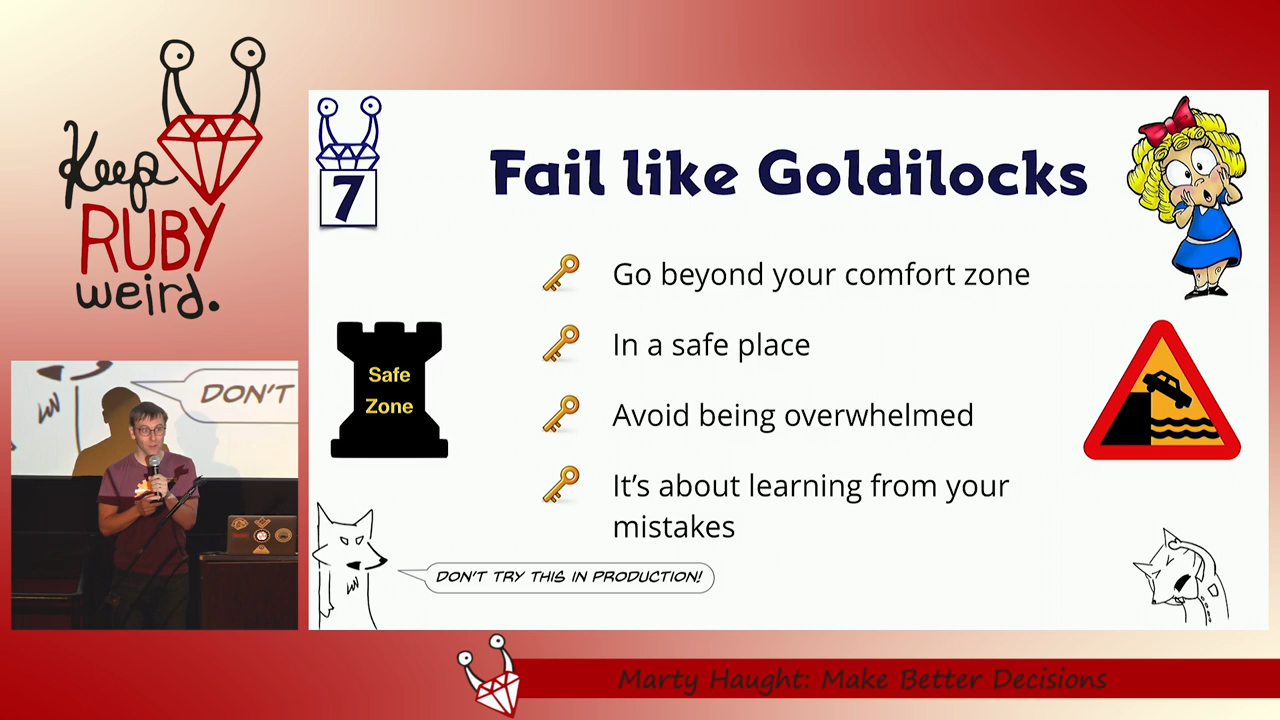 Keep
RUBY
weird.
7
Fail like Goldilocks
Go beyond your comfort zone
In a safe place
Avoid being overwhelmed
It’s about learning from your
mistakes
Safe
Zone
DON'T TRY THIS IN PRODUCTION!
DON'T
Marty Haught: Make Better Decisions